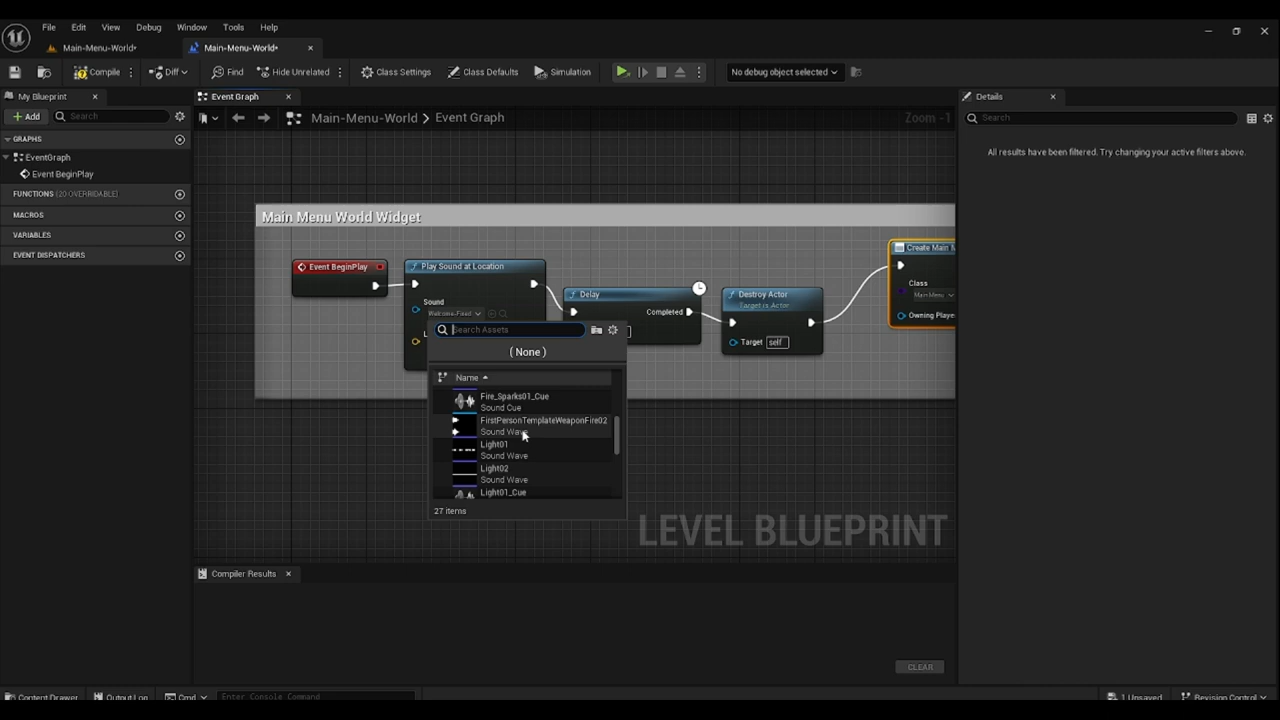 File Edit View Debug Window Tools Help
Main-Menu-World* Main-Menu-World*
Compile Diff Find Hide Unrelated Class Settings Class Defaults Simulation No debug object selected
My Blueprint Event Graph Details
Add Search Main-Menu-World > Event Graph Zoom -1 Search
GRAPHS
EventGraph
Event BeginPlay
FUNCTIONS (20 OVERRIDABLE)
MACROS
VARIABLES
EVENT DISPATCHERS
All results have been filtered. Try changing your active filters above.
Main Menu World Widget
Event BeginPlay
Play Sound at Location
Sound
Welcome-Fixed
L
Delay
Completed
Destroy Actor
Target is Actor
Target self
Create Main M
Class
Main Menu
Owning Playe
Search Assets
( None )
Name
Fire_Sparks01_Cue
Sound Cue
FirstPersonTemplateWeaponFire02
Sound Wave
Light01
Sound Wave
Light02
Sound Wave
Light01_Cue
27 items
LEVEL BLUEPRINT
Compiler Results
CLEAR
Content Drawer Output Log Cmd Enter Console Command 1 Unsaved Revision Control